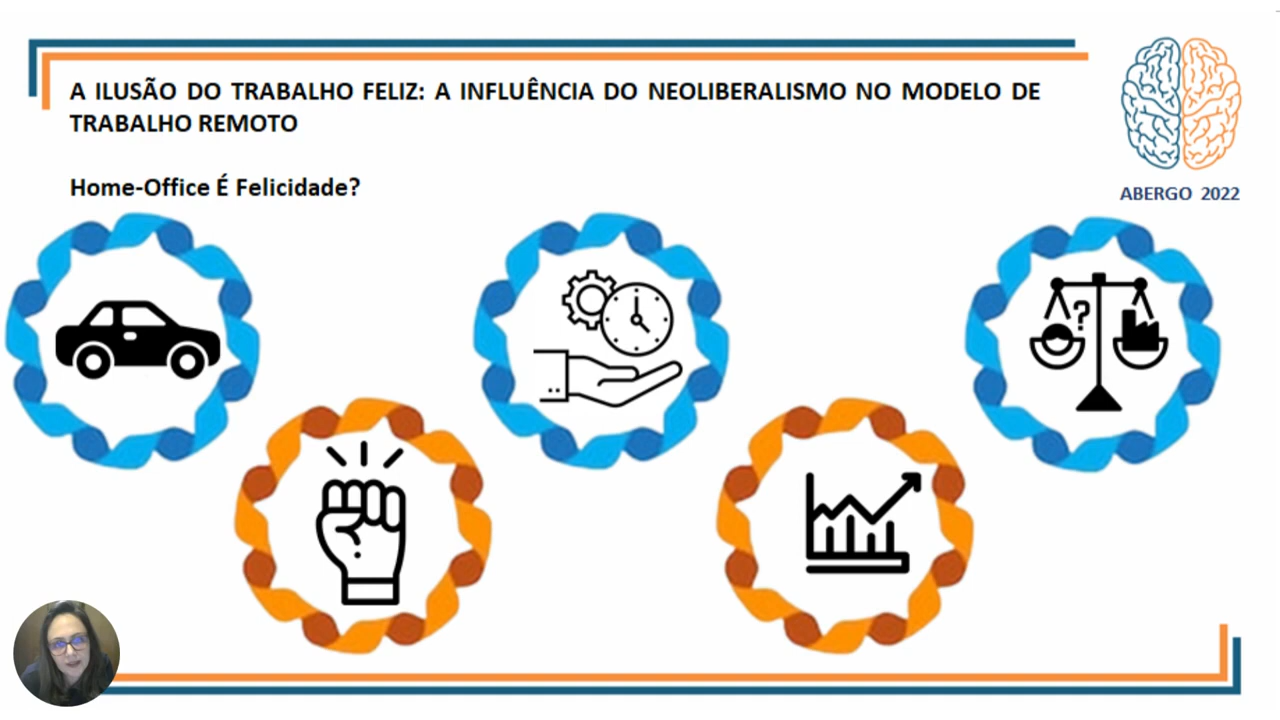 A ILUSÃO DO TRABALHO FELIZ: A INFLUÊNCIA DO NEOLIBERALISMO NO MODELO DE
TRABALHO REMOTO
Home-Office É Felicidade?
ABERGO 2022
?